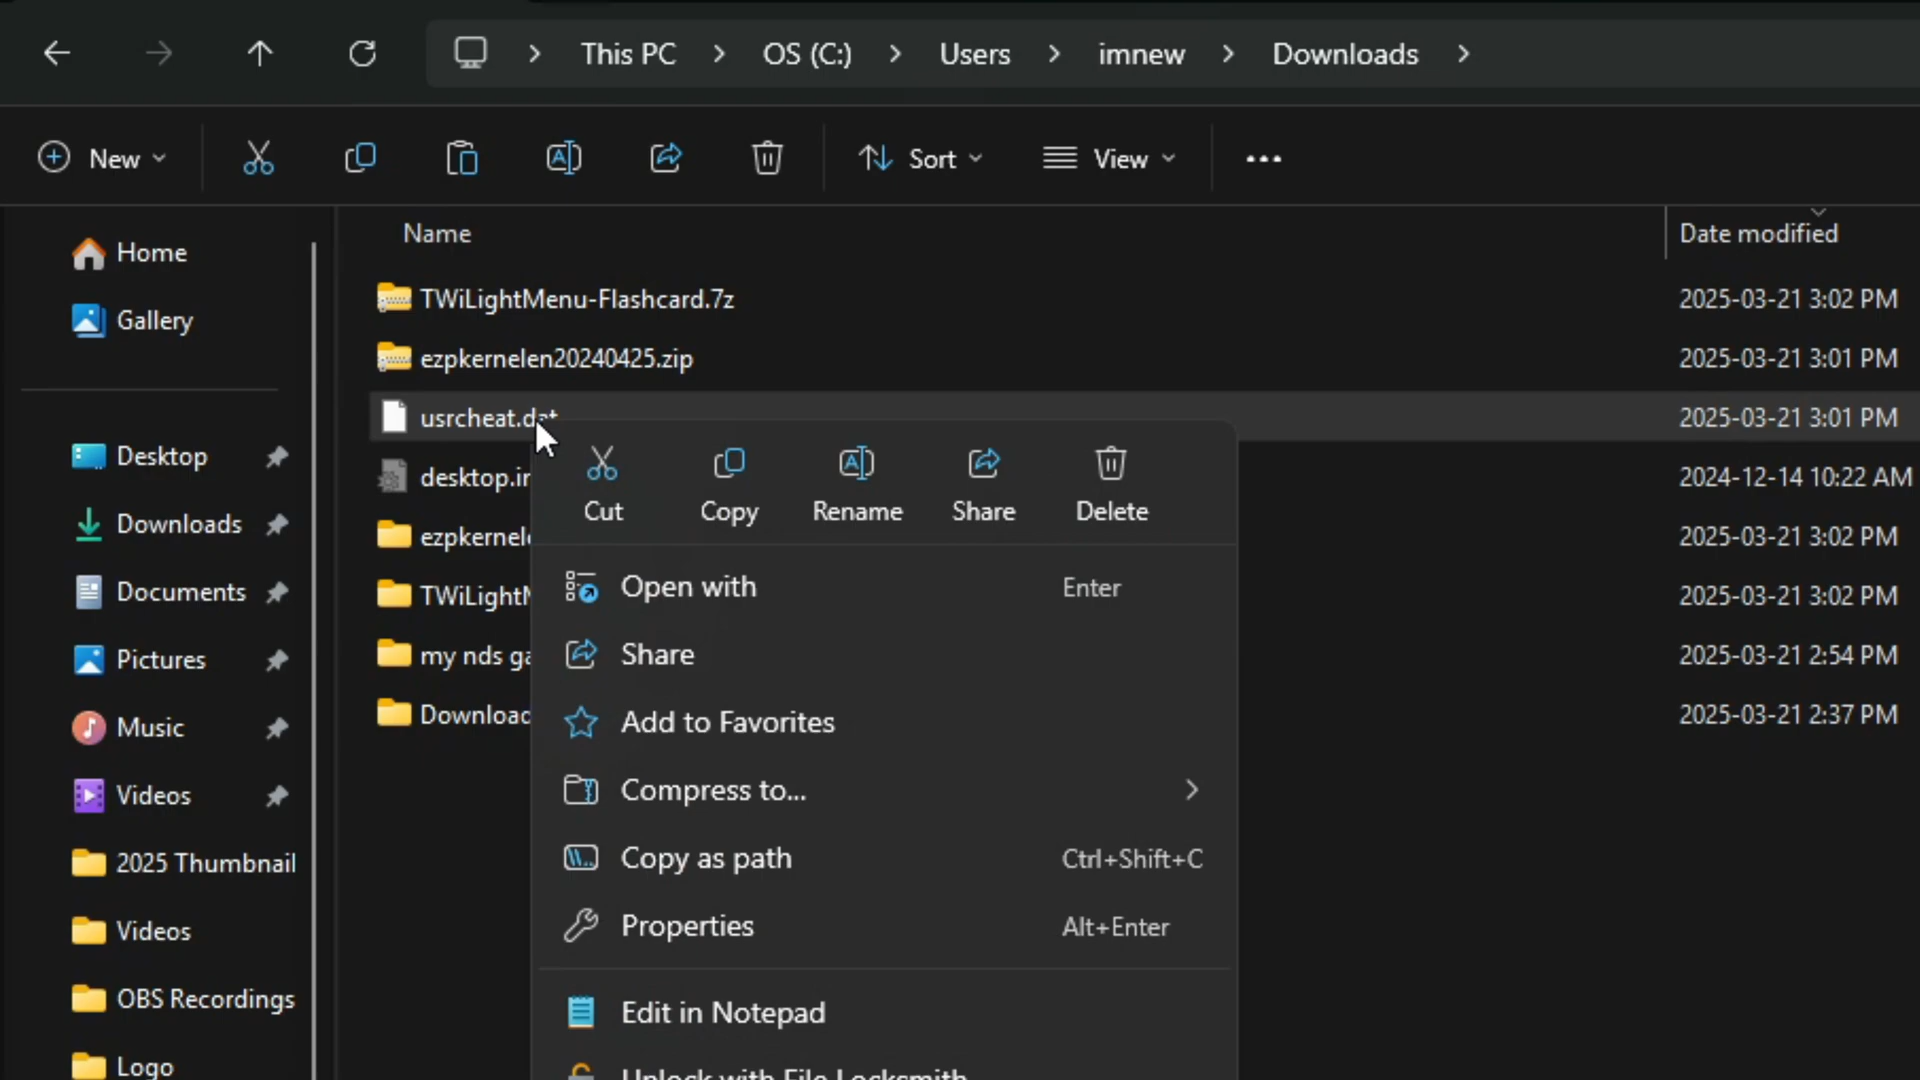 This PC > OS (C:) > Users > imnew > Downloads >
New Sort View
Name Date modified
Home
Gallery
Desktop
Downloads
Documents
Pictures
Music
Videos
2025 Thumbnail
Videos
OBS Recordings
Logo
TWiLightMenu-Flashcard.7z 2025-03-21 3:02 PM
ezpkernelen20240425.zip 2025-03-21 3:01 PM
usrcheat.dat 2025-03-21 3:01 PM
desktop.in 2024-12-14 10:22 AM
ezpkernele 2025-03-21 3:02 PM
TWiLightM 2025-03-21 3:02 PM
my nds ga 2025-03-21 2:54 PM
Download 2025-03-21 2:37 PM
Cut Copy Rename Share Delete
Open with Enter
Share
Add to Favorites
Compress to...
Copy as path Ctrl+Shift+C
Properties Alt+Enter
Edit in Notepad
Unlock with File Locksmith